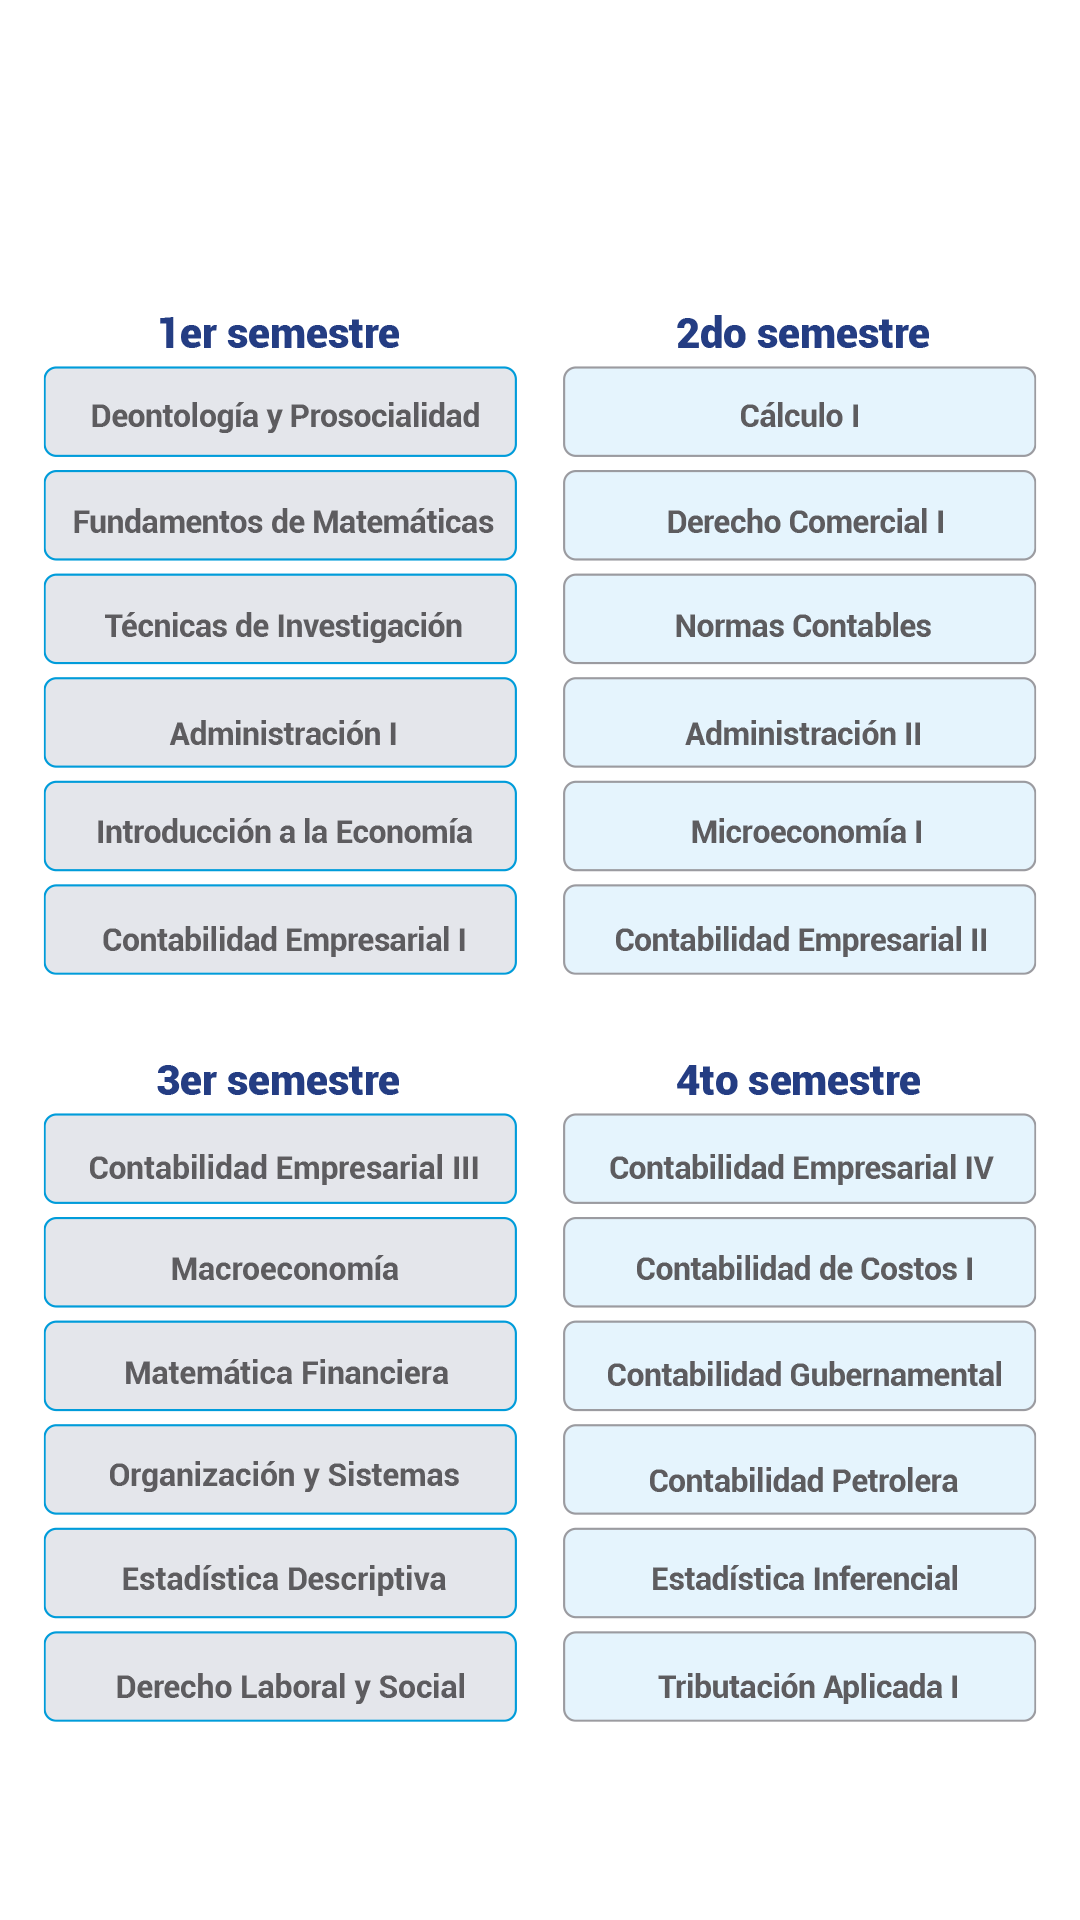 1er semestre
Deontología y Prosocialidad
Fundamentos de Matemáticas
Técnicas de Investigación
Administración I
Introducción a la Economía
Contabilidad Empresarial I
2do semestre
Cálculo I
Derecho Comercial I
Normas Contables
Administración II
Microeconomía I
Contabilidad Empresarial II
3er semestre
Contabilidad Empresarial III
Macroeconomía
Matemática Financiera
Organización y Sistemas
Estadística Descriptiva
Derecho Laboral y Social
4to semestre
Contabilidad Empresarial IV
Contabilidad de Costos I
Contabilidad Gubernamental
Contabilidad Petrolera
Estadística Inferencial
Tributación Aplicada I